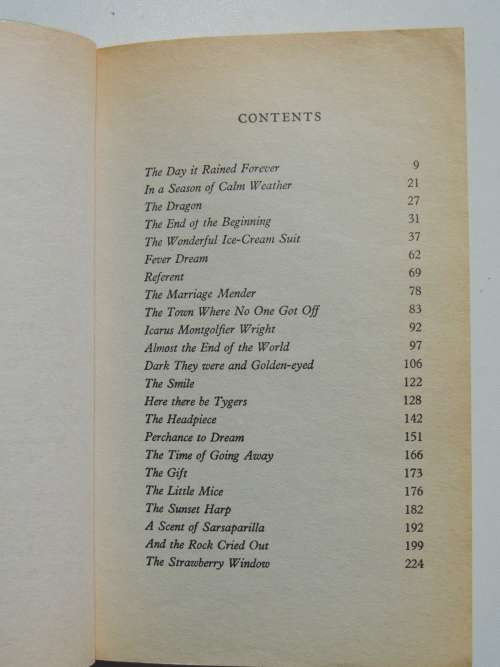 CONTENTS
The Day it Rained Forever 9
In a Season of Calm Weather 21
The Dragon 27
The End of the Beginning 31
The Wonderful Ice-Cream Suit 37
Fever Dream 62
Referent 69
The Marriage Mender 78
The Town Where No One Got Off 83
Icarus Montgolfier Wright 92
Almost the End of the World 97
Dark They were and Golden-eyed 106
The Smile 122
Here there be Tygers 128
The Headpiece 142
Perchance to Dream 151
The Time of Going Away 166
The Gift 173
The Little Mice 176
The Sunset Harp 182
A Scent of Sarsaparilla 192
And the Rock Cried Out 199
The Strawberry Window 224